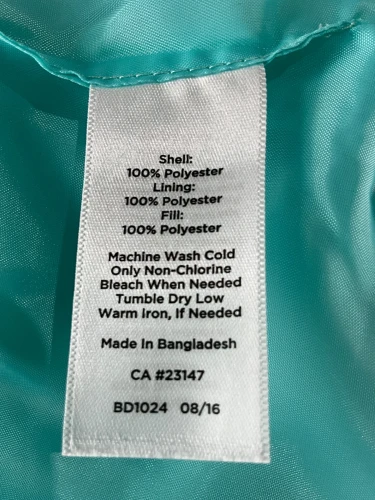 Shell:
100% Polyester
Lining:
100% Polyester
Fill:
100% Polyester
Machine Wash Cold
Only Non-Chlorine
Bleach When Needed
Tumble Dry Low
Warm Iron, If Needed
Made In Bangladesh
CA #23147
BD1024 08/16